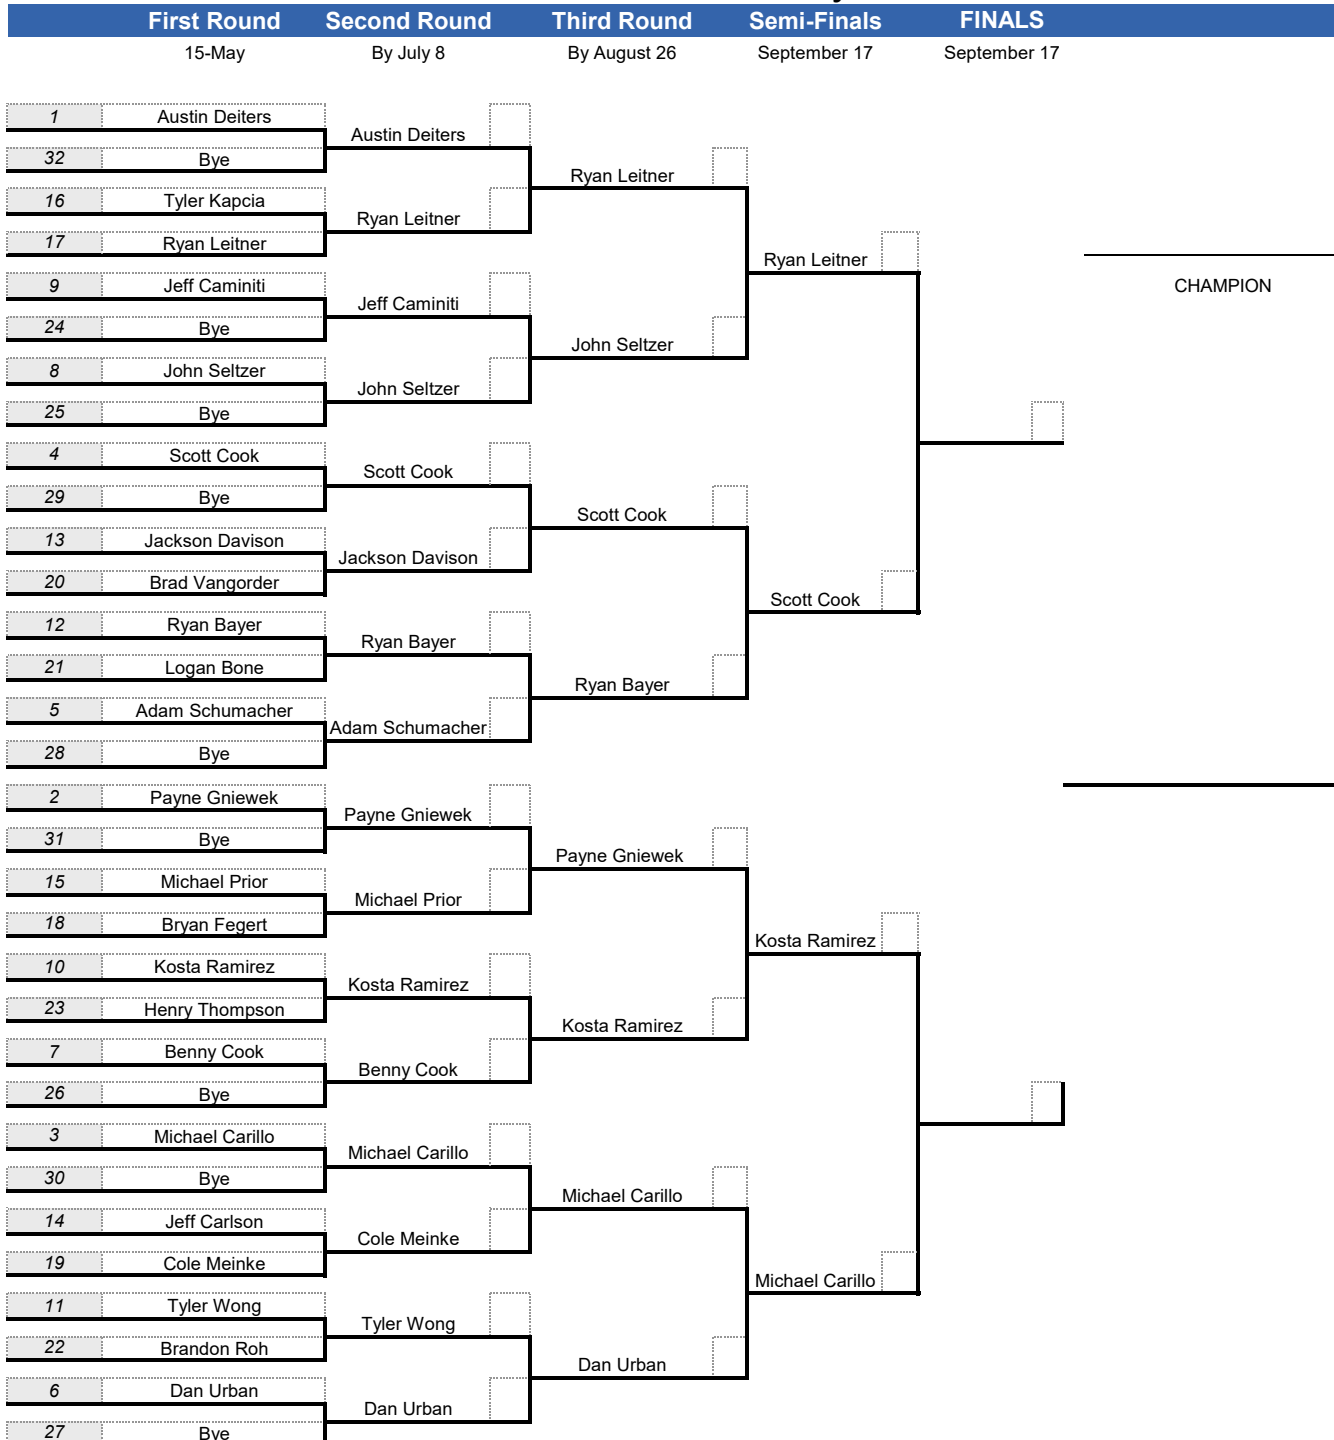 First Round Second Round Third Round Semi-Finals FINALS
15-May By July 8 By August 26 September 17 September 17
1 Austin Deiters
Austin Deiters
32 Bye
Ryan Leitner
16 Tyler Kapcia
Ryan Leitner
17 Ryan Leitner
Ryan Leitner
9 Jeff Caminiti
CHAMPION
Jeff Caminiti
24 Bye
John Seltzer
8 John Seltzer
John Seltzer
25 Bye
4 Scott Cook
Scott Cook
29 Bye
Scott Cook
13 Jackson Davison
Jackson Davison
20 Brad Vangorder
Scott Cook
12 Ryan Bayer
Ryan Bayer
21 Logan Bone
Ryan Bayer
5 Adam Schumacher
Adam Schumacher
28 Bye
2 Payne Gniewek
Payne Gniewek
31 Bye
Payne Gniewek
15 Michael Prior
Michael Prior
18 Bryan Fegert
Kosta Ramirez
10 Kosta Ramirez
Kosta Ramirez
23 Henry Thompson
Kosta Ramirez
7 Benny Cook
Benny Cook
26 Bye
3 Michael Carillo
Michael Carillo
30 Bye
Michael Carillo
14 Jeff Carlson
Cole Meinke
19 Cole Meinke
Michael Carillo
11 Tyler Wong
Tyler Wong
22 Brandon Roh
Dan Urban
6 Dan Urban
Dan Urban
27 Bye